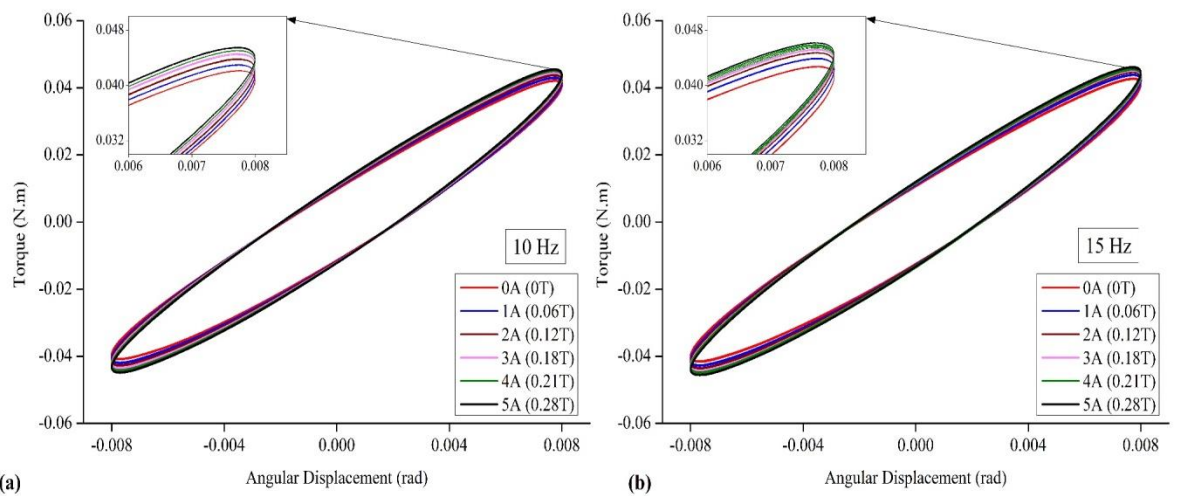 0.06
0.04
0.02
0.00
-0.02
-0.04
-0.06
Torque (N.m)
0.048
0.040
0.032
0.006
0.007
0.008
10 Hz
0A (0T)
1A (0.06T)
2A (0.12T)
3A (0.18T)
4A (0.21T)
5A (0.28T)
-0.008
-0.004
0.000
0.004
0.008
Angular Displacement (rad)
(a)
0.06
0.04
0.02
0.00
-0.02
-0.04
-0.06
Torque (N.m)
0.048
0.040
0.032
0.006
0.007
0.008
15 Hz
0A (0T)
1A (0.06T)
2A (0.12T)
3A (0.18T)
4A (0.21T)
5A (0.28T)
-0.008
-0.004
0.000
0.004
0.008
Angular Displacement (rad)
(b)